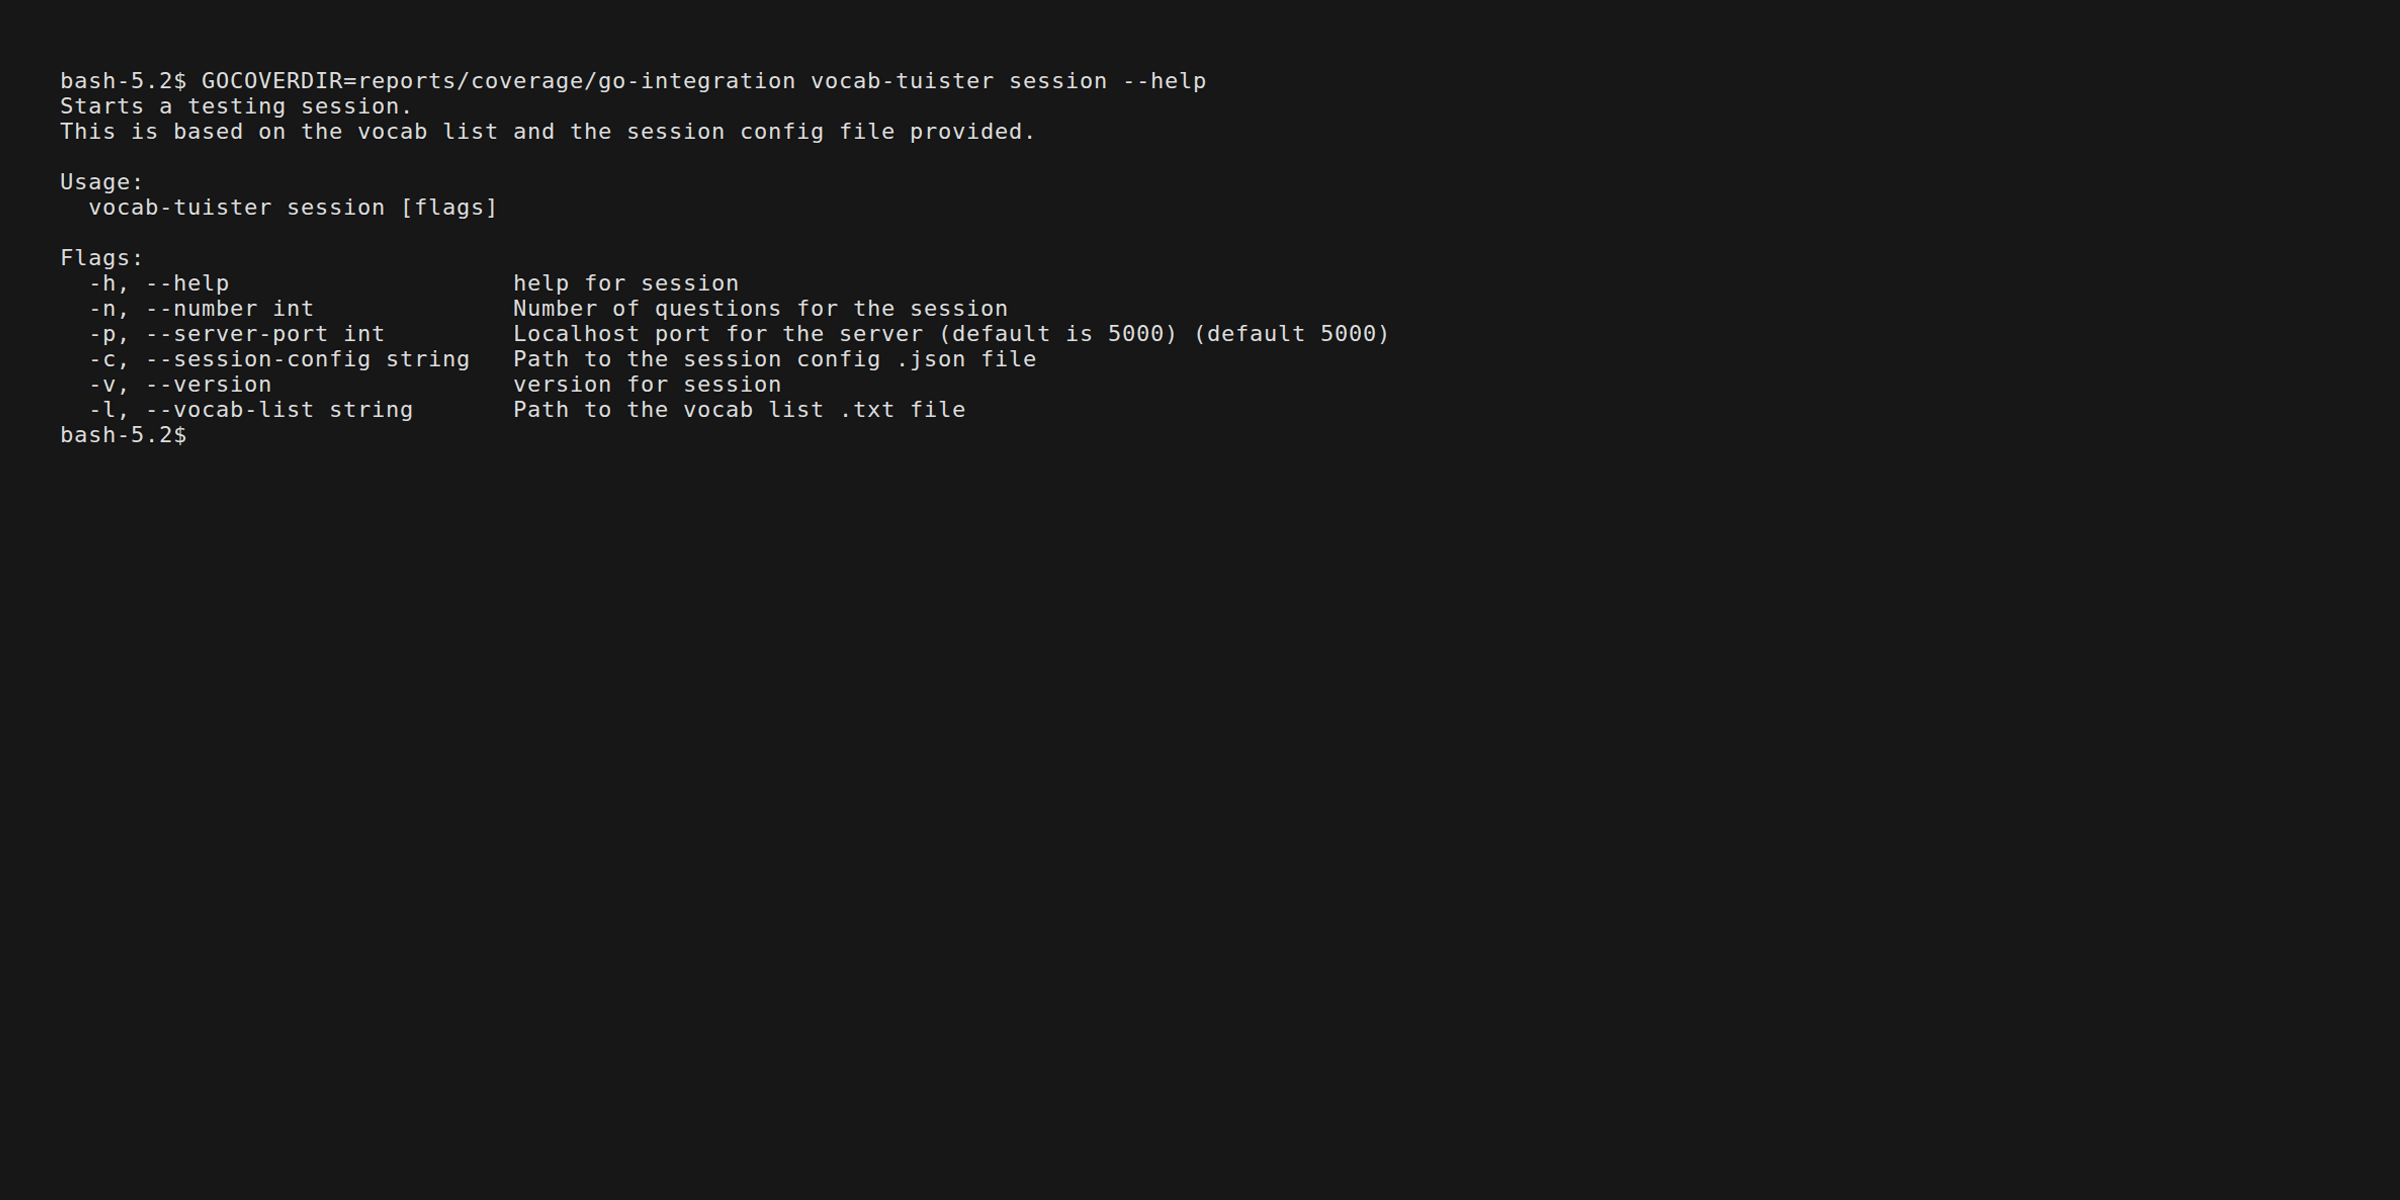 bash-5.2$ GOCOVERDIR=reports/coverage/go-integration vocab-tuister session --help
Starts a testing session.
This is based on the vocab list and the session config file provided.

Usage:
  vocab-tuister session [flags]

Flags:
  -h, --help                    help for session
  -n, --number int              Number of questions for the session
  -p, --server-port int         Localhost port for the server (default is 5000) (default 5000)
  -c, --session-config string   Path to the session config .json file
  -v, --version                 version for session
  -l, --vocab-list string       Path to the vocab list .txt file
bash-5.2$